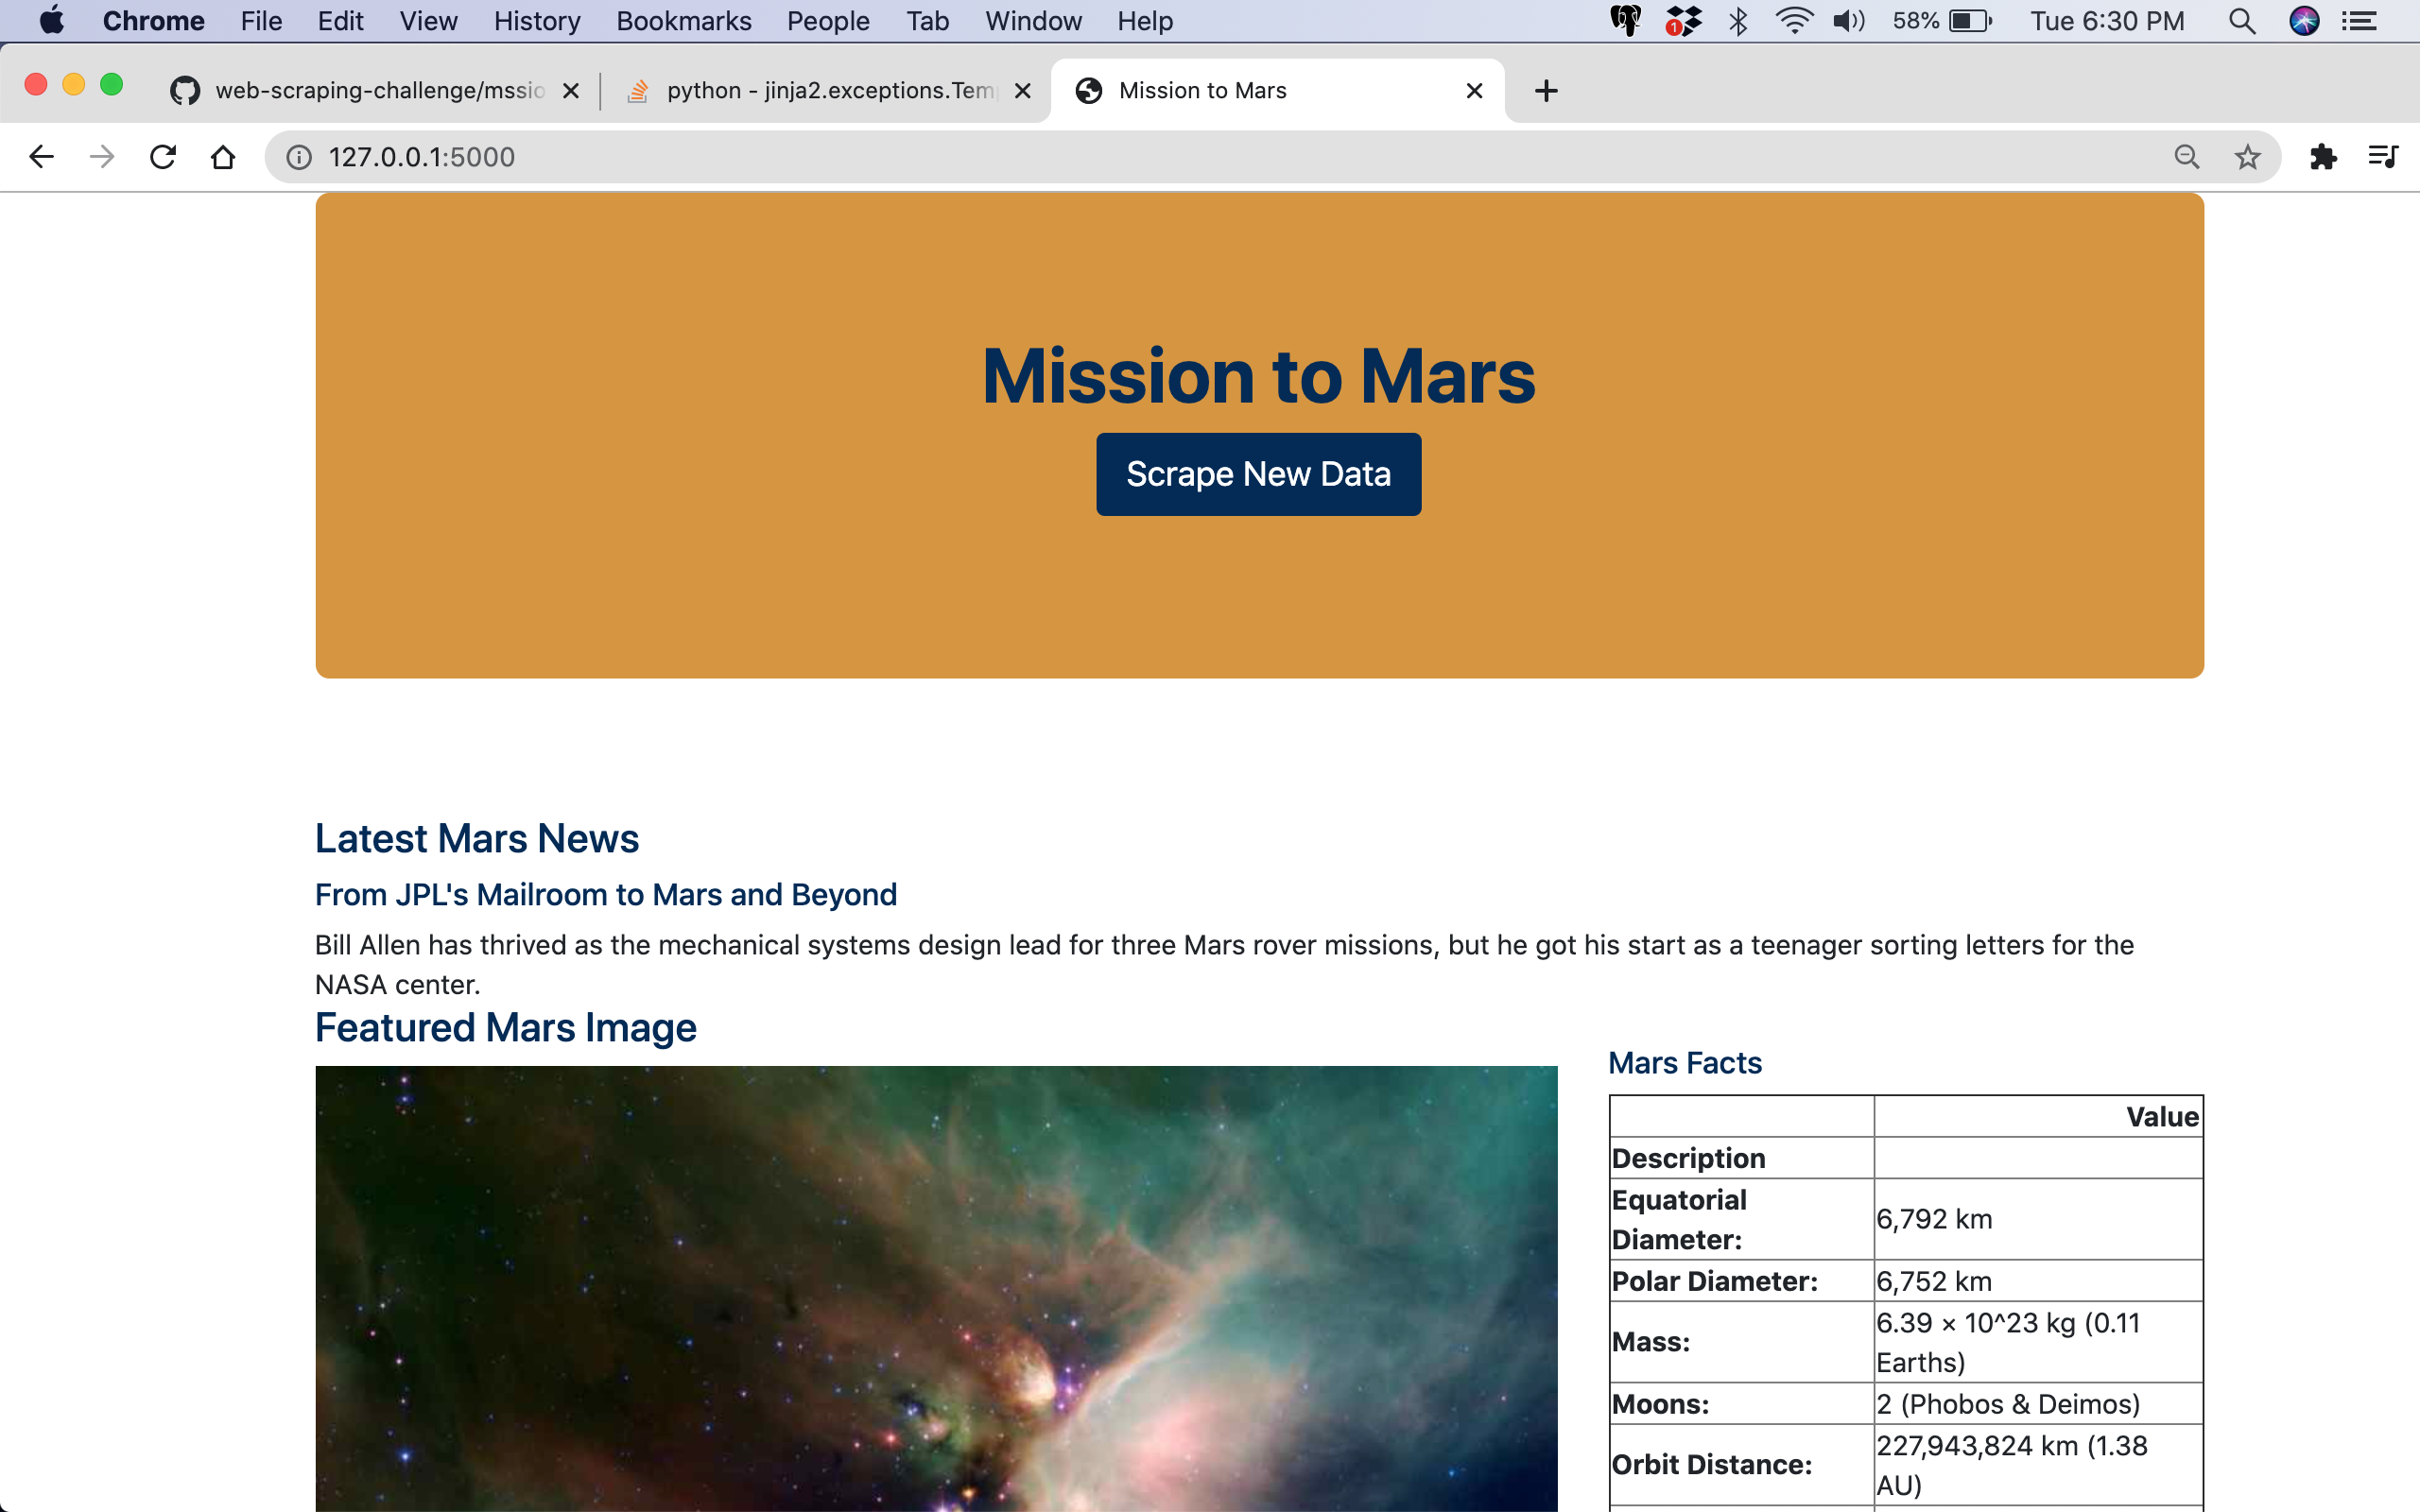 Chrome File Edit View History Bookmarks People Tab Window Help 1 58% Tue 6:30 PM
web-scraping-challenge/mssio python - jinja2.exceptions.Tem Mission to Mars
127.0.0.1:5000
Mission to Mars
Scrape New Data
Latest Mars News
From JPL's Mailroom to Mars and Beyond
Bill Allen has thrived as the mechanical systems design lead for three Mars rover missions, but he got his start as a teenager sorting letters for the
NASA center.
Featured Mars Image
Mars Facts
Value
Description
Equatorial
Diameter:
6,792 km
Polar Diameter: 6,752 km
Mass:
6.39 × 10^23 kg (0.11
Earths)
Moons: 2 (Phobos & Deimos)
Orbit Distance:
227,943,824 km (1.38
AU)